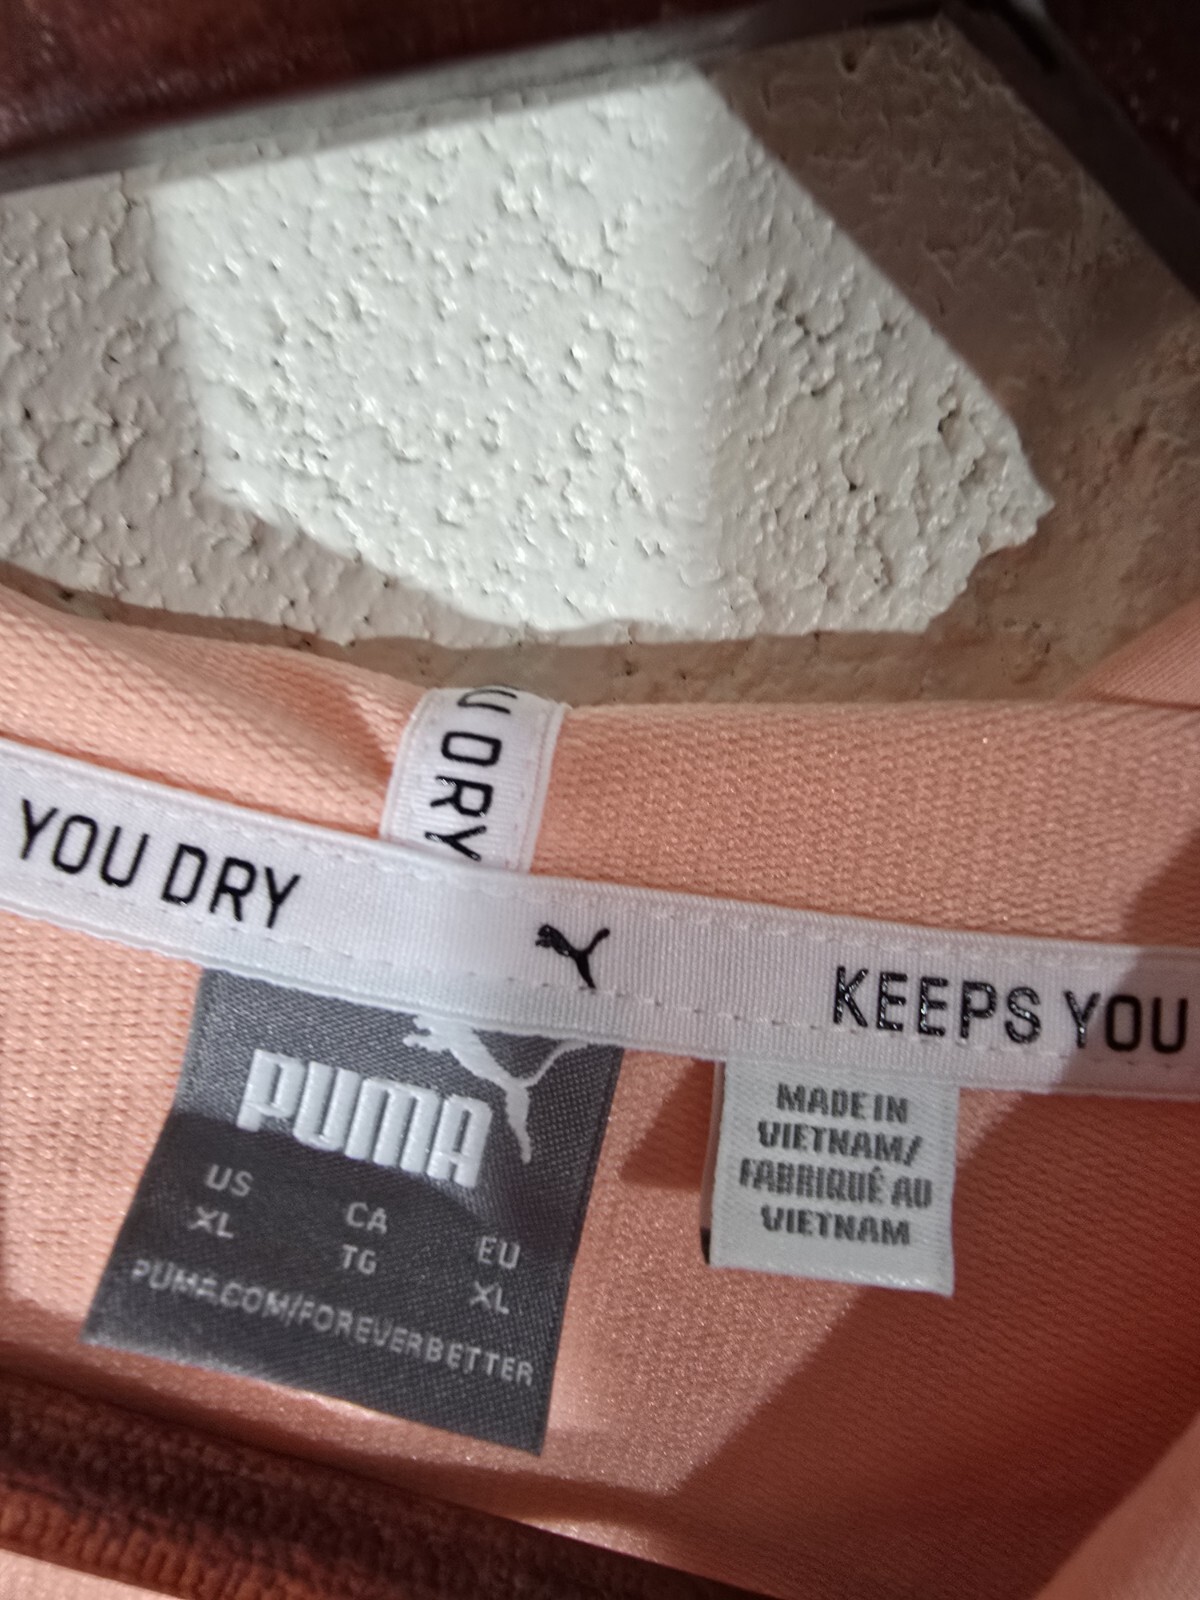 U DRY
YOU DRY
KEEPS YOU
PUMA
US
XL
CA
TG
EU
XL
PUMA.COM/FOREVERBETTER
MADE IN
VIETNAM/
FABRIQUÉ AU
VIETNAM